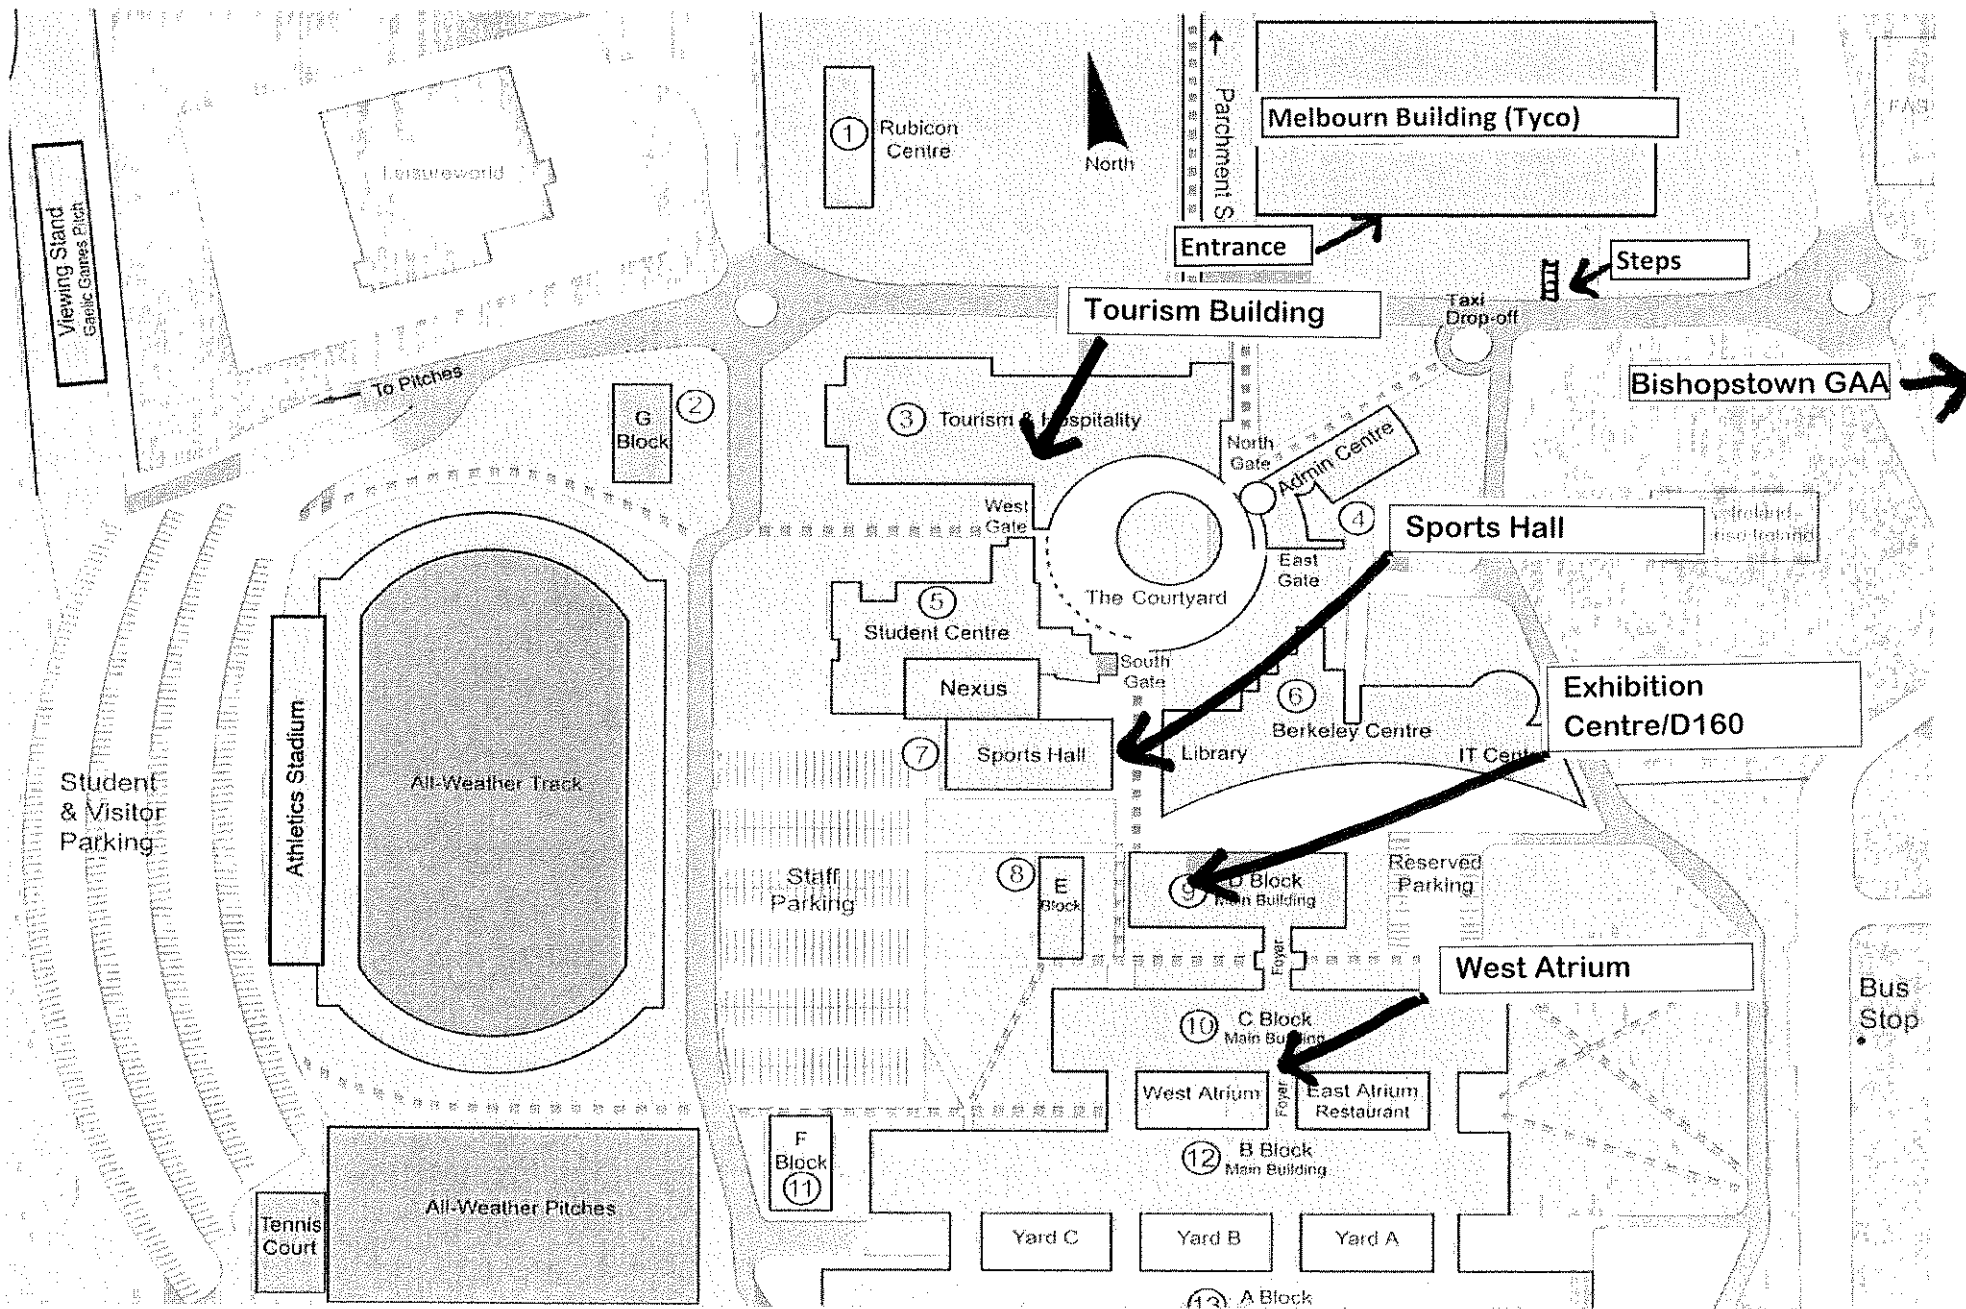 Rubicon
Centre
1
North
Parchment S
Melbourn Building (Tyco)
Entrance
Steps
Leisureworld
Viewing Stand
Gaelic Games Pitch
Tourism Building
Taxi
Drop-off
Bishopstown GAA
To Pitches
G
Block
2
3
Tourism & Hospitality
North
Gate
Admin Centre
4
West
Gate
Sports Hall
East
Gate
The Courtyard
5
Student Centre
South
Gate
Nexus
6
Berkeley Centre
Exhibition
Centre/D160
7
Sports Hall
Library
IT Centre
Athletics Stadium
All-Weather Track
Student
& Visitor
Parking
Staff
Parking
8
E
Block
9
D Block
Main Building
Reserved
Parking
Foyer
West Atrium
Bus
Stop
10
C Block
Main Building
West Atrium
Foyer
East Atrium
Restaurant
F
Block
11
12
B Block
Main Building
Tennis
Court
All-Weather Pitches
Yard C
Yard B
Yard A
13
A Block